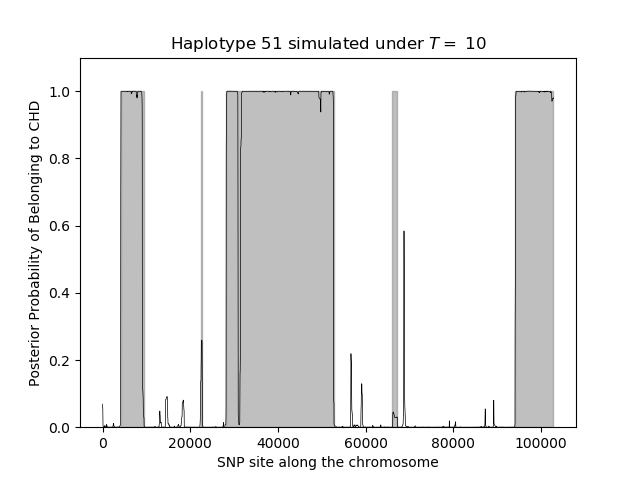 Haplotype 51 simulated under T = 10
Posterior Probability of Belonging to CHD
1.0
0.8
0.6
0.4
0.2
0.0
0 20000 40000 60000 80000 100000
SNP site along the chromosome